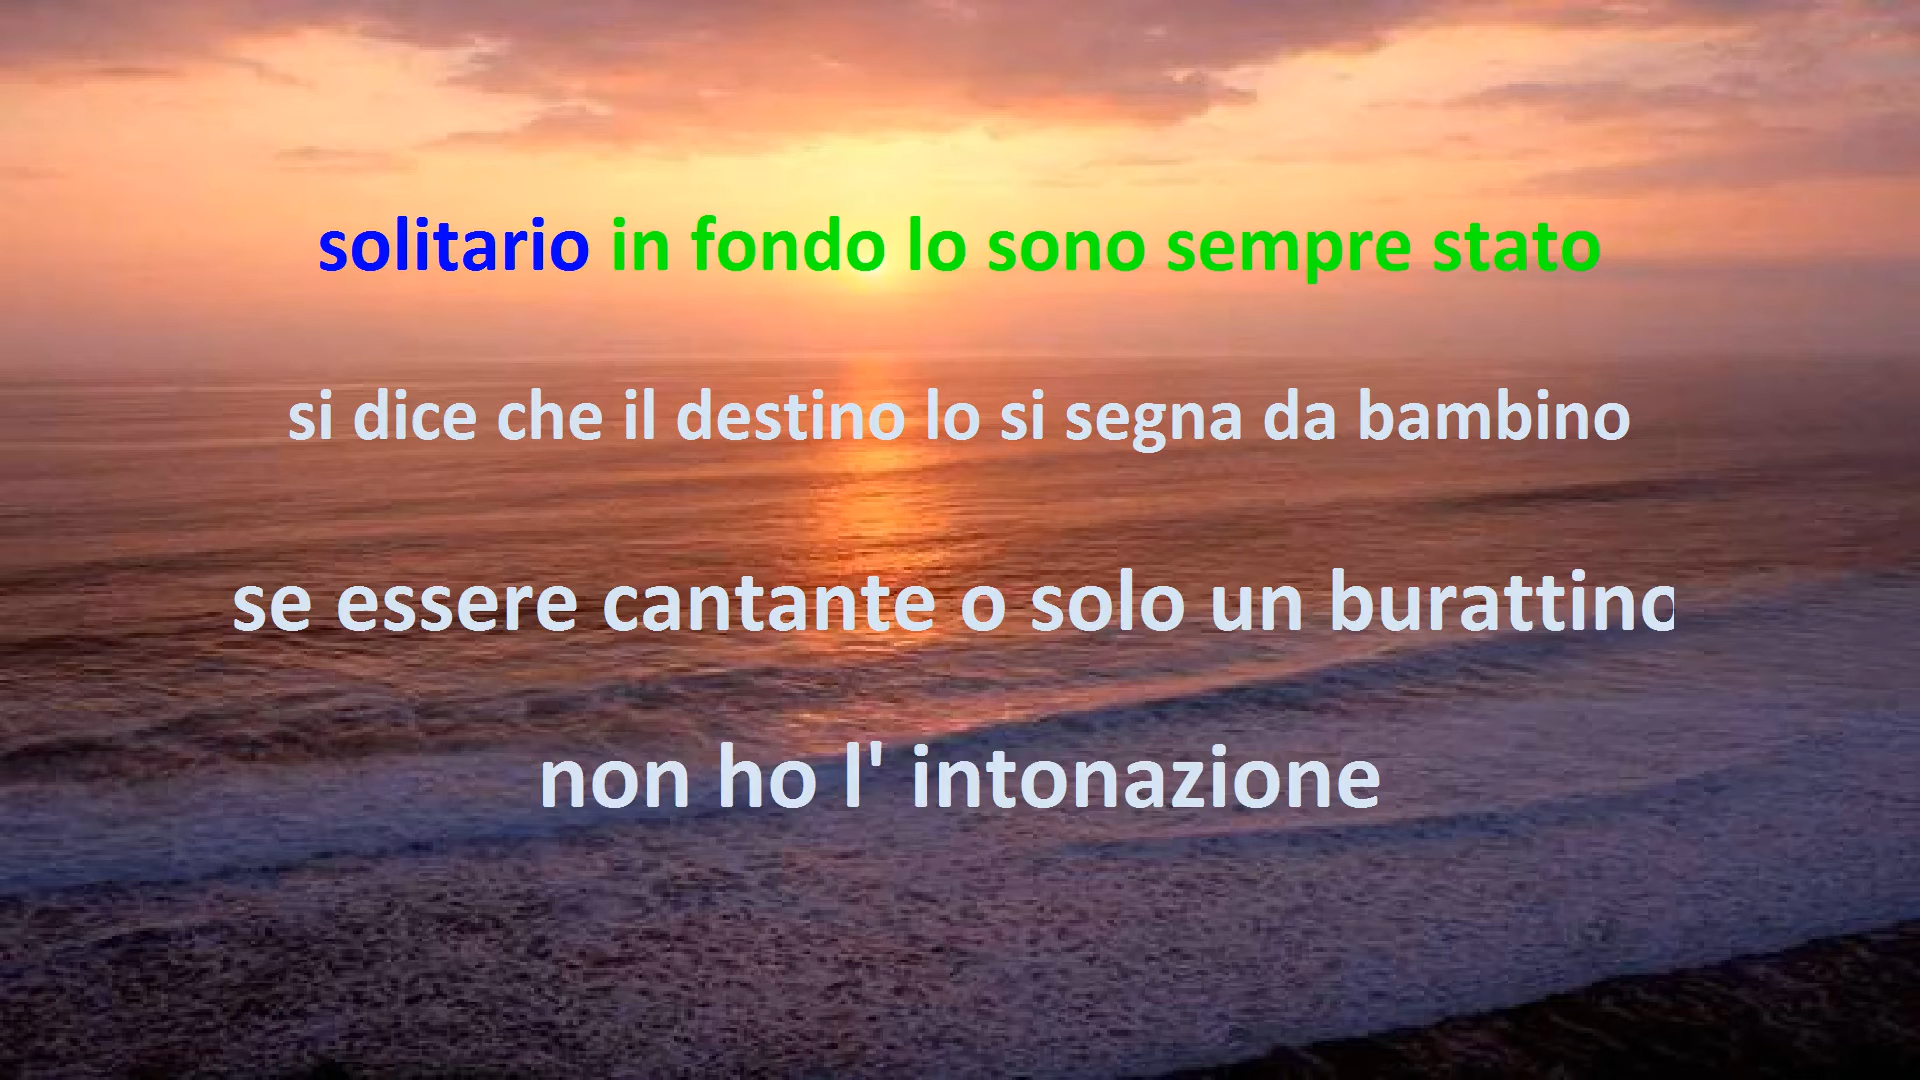 solitario in fondo lo sono sempre stato
si dice che il destino lo si segna da bambino
se essere cantante o solo un burattino
non ho l' intonazione